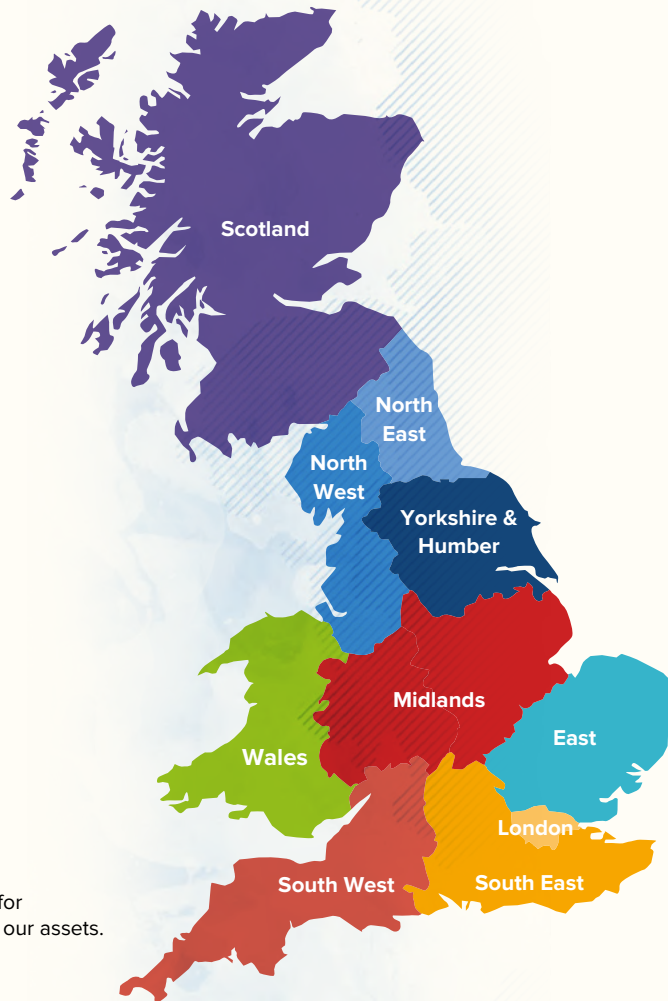 Scotland
North
East
North
West
Yorkshire &
Humber
Midlands
East
Wales
London
South West
South East
for
our assets.